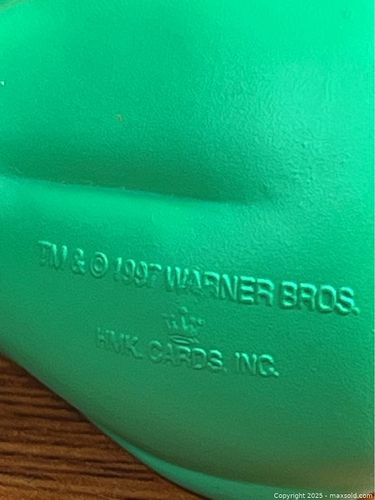 TM & © 1997 WARNER BROS.
HMK. CARDS, INC.
Copyright © 2025 - maxsold.com